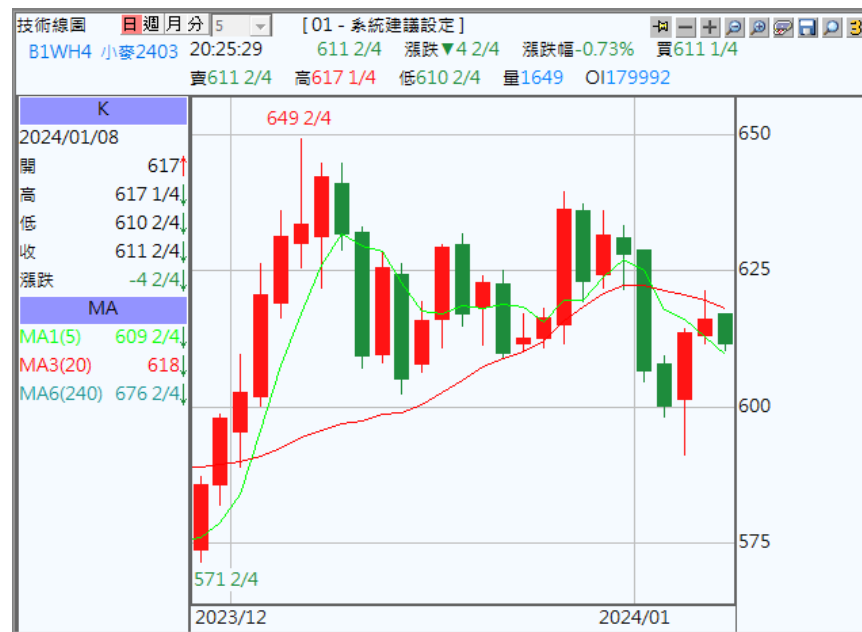 技術線圖 日 週 月 分 5 [ 01 - 系統建議設定 ]
B1WH4 小麥2403 20:25:29 611 2/4 漲跌▼4 2/4 漲跌幅-0.73% 買611 1/4
賣611 2/4 高617 1/4 低610 2/4 量1649 OI179992
K
2024/01/08
開 617↑
高 617 1/4↓
低 610 2/4↓
收 611 2/4↓
漲跌 -4 2/4↓
MA
MA1(5) 609 2/4↓
MA3(20) 618↓
MA6(240) 676 2/4↓
649 2/4
650
625
600
575
571 2/4
2023/12 2024/01